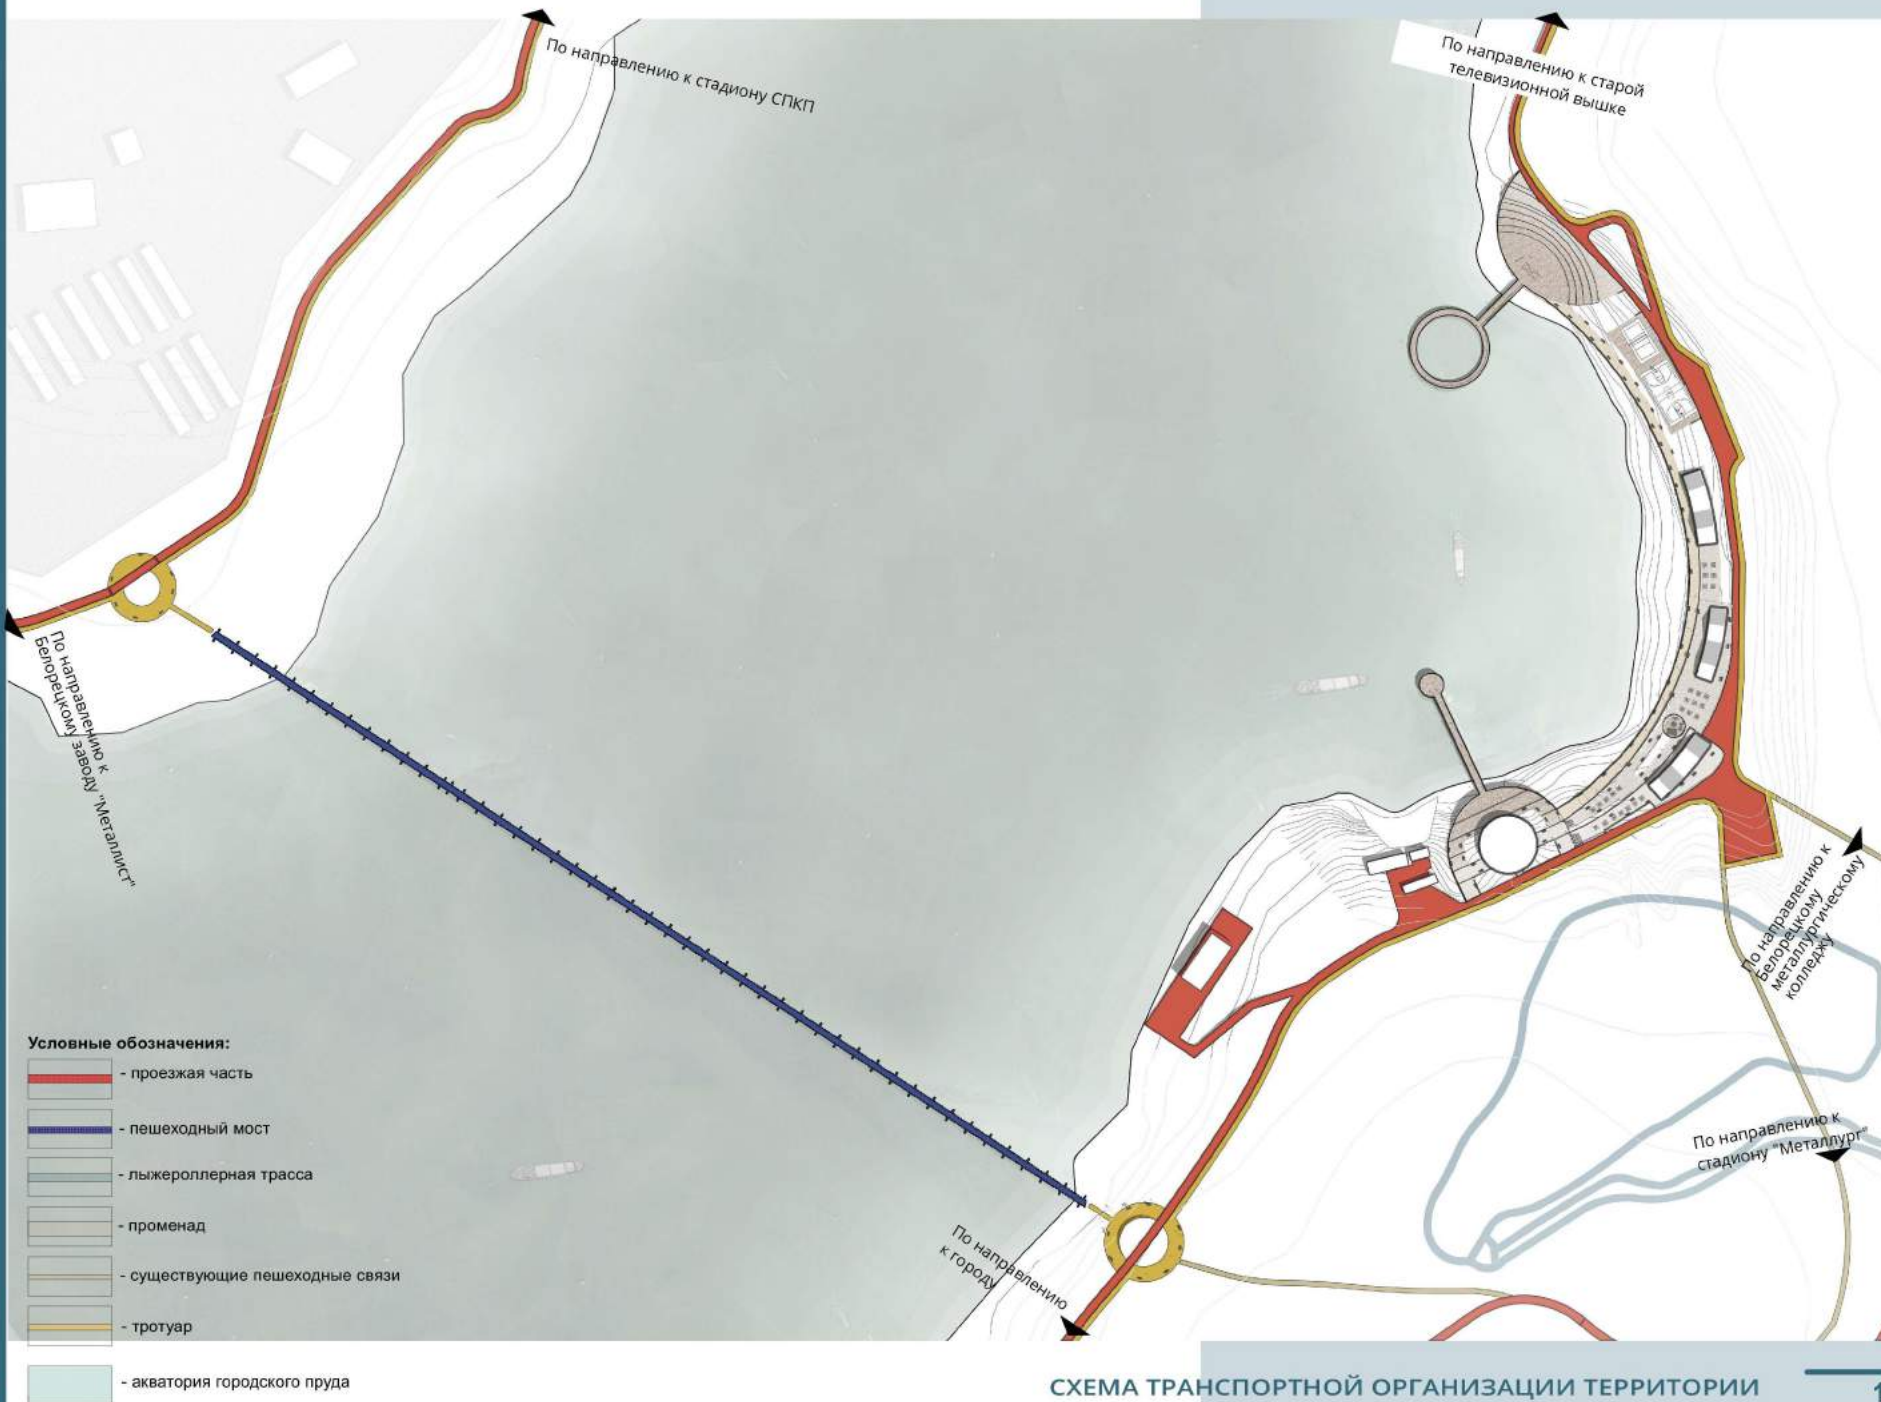 По направлению к стадиону СПКП
По направлению к старой
телевизионной вышке
По направлению к
Белорецкому заводу "Металлист"
По направлению к
Белорецкому
металлургическому
колледжу
По направлению к
стадиону "Металлург"
По направлению
к городу
Условные обозначения:
- проезжая часть
- пешеходный мост
- лыжероллерная трасса
- променад
- существующие пешеходные связи
- тротуар
- акватория городского пруда
СХЕМА ТРАНСПОРТНОЙ ОРГАНИЗАЦИИ ТЕРРИТОРИИ